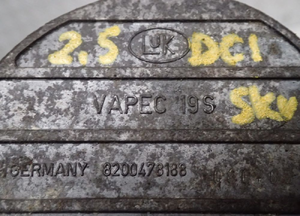 2.5 LuK DCI
VAPEC 19S SKV
GERMANY 8200478188